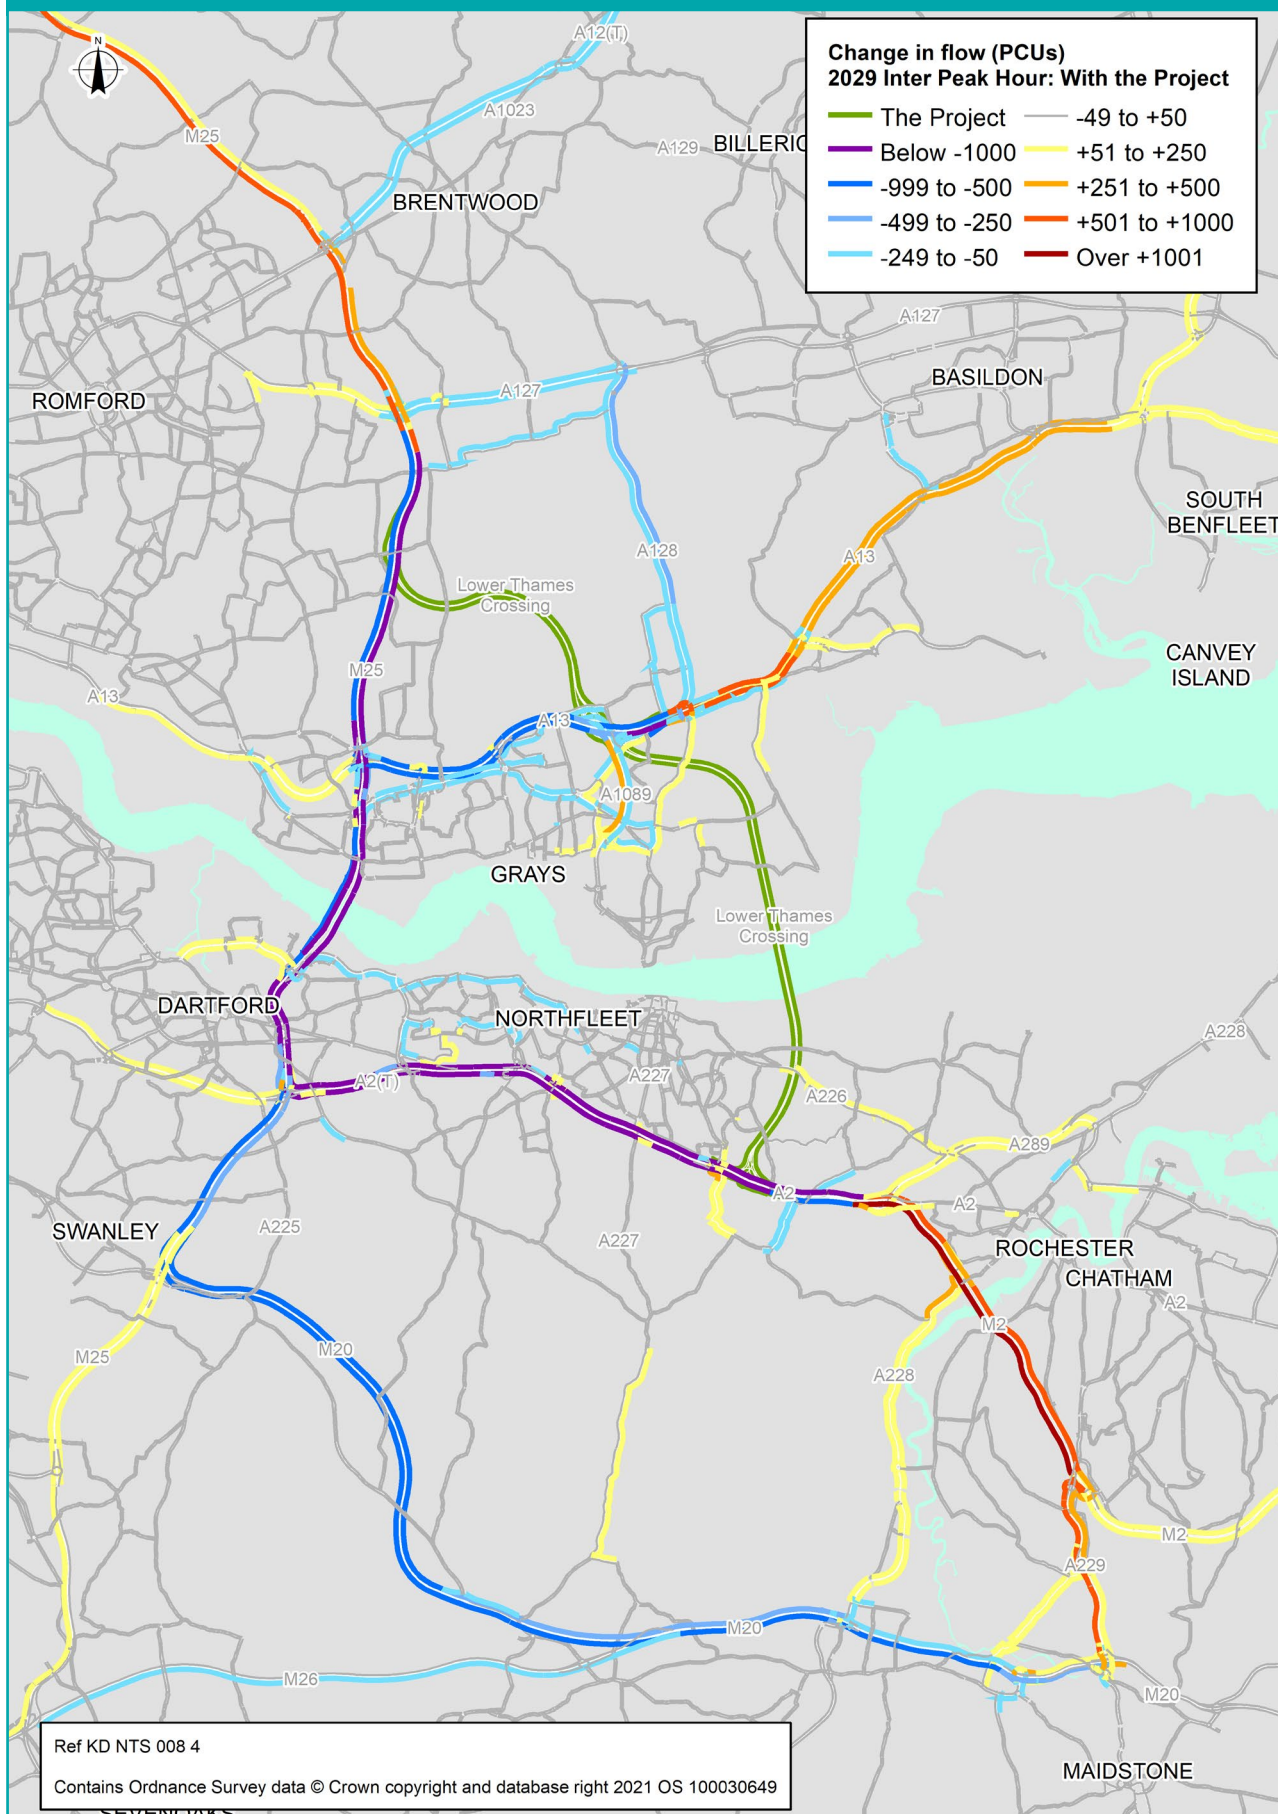 Change in flow (PCUs)
2029 Inter Peak Hour: With the Project
The Project
-49 to +50
Below -1000
+51 to +250
-999 to -500
+251 to +500
-499 to -250
+501 to +1000
-249 to -50
Over +1001
N
A12(T)
A1023
M25
A129
BILLERIC
BRENTWOOD
A127
BASILDON
A127
ROMFORD
SOUTH
BENFLEET
A128
A13
Lower Thames
Crossing
CANVEY
ISLAND
M25
A13
A13
A1089
GRAYS
Lower Thames
Crossing
DARTFORD
NORTHFLEET
A228
A2(T)
A227
A226
A289
A2
A2
SWANLEY
A225
A227
ROCHESTER
CHATHAM
A2
M2
M20
M25
A228
M2
A229
M20
M26
M20
MAIDSTONE
Ref KD NTS 008 4
Contains Ordnance Survey data © Crown copyright and database right 2021 OS 100030649